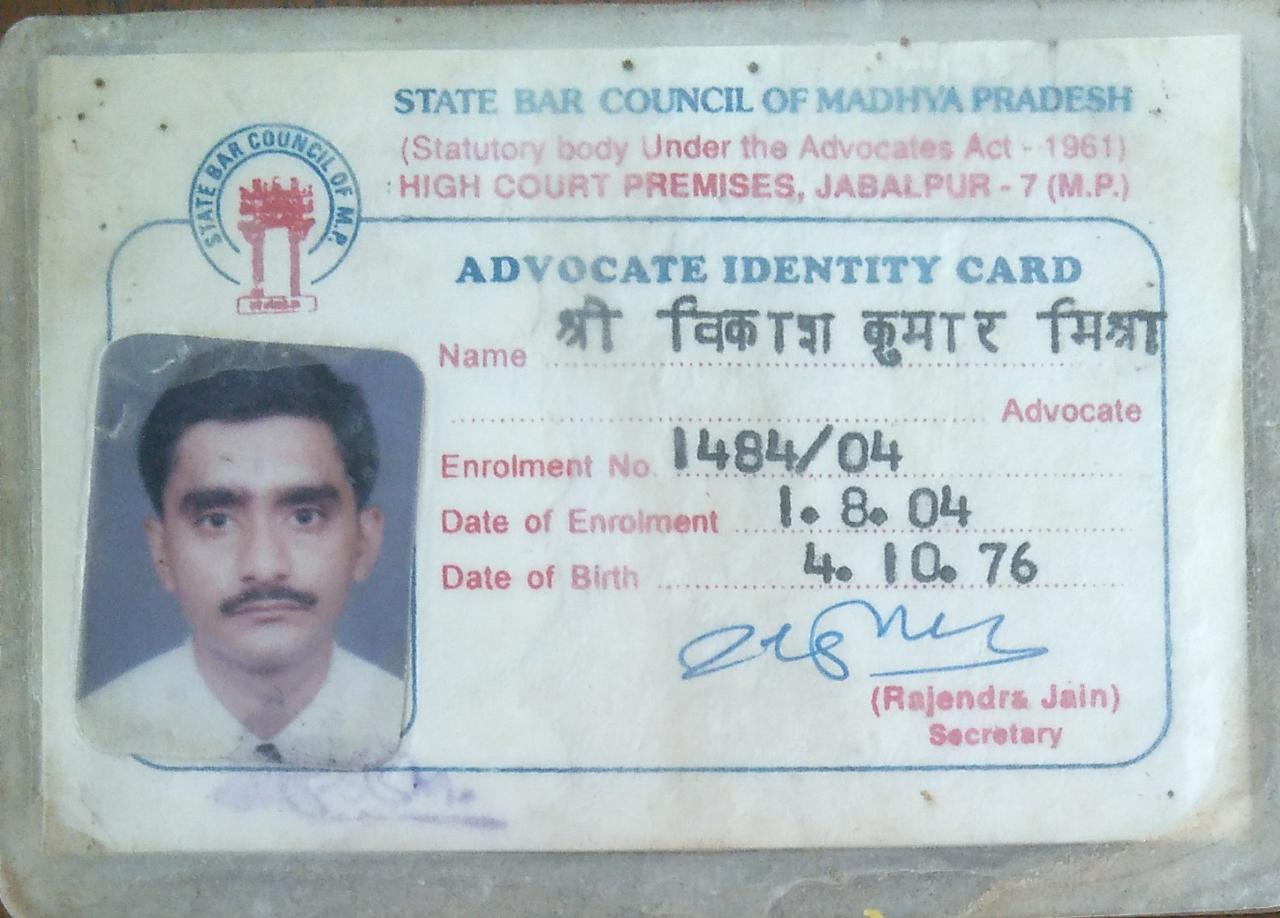 STATE BAR COUNCIL OF MADHYA PRADESH
(Statutory body Under the Advocates Act - 1961)
HIGH COURT PREMISES, JABALPUR - 7 (M.P.)
STATE BAR COUNCIL OF M.P.
ADVOCATE IDENTITY CARD
Name श्री विकाश कुमार मिश्रा
Advocate
Enrolment No. 1484/04
Date of Enrolment 1.8.04
Date of Birth 4.10.76
(Rajendra Jain)
Secretary